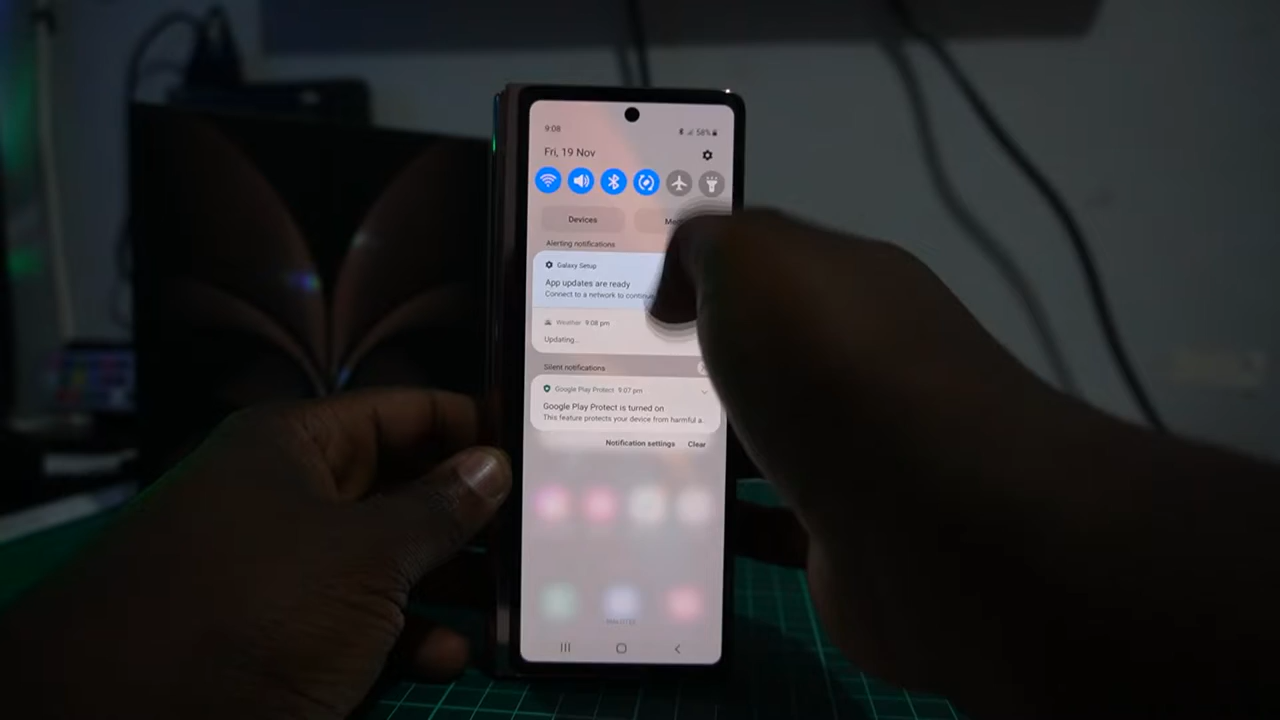 9:08
58%
Fri, 19 Nov
Devices
Alerting notifications
Galaxy Setup
App updates are ready
Connect to a network to continue
Weather 9:08 pm
Updating...
Silent notifications
Google Play Protect 9:07 pm
Google Play Protect is turned on
This feature protects your device from harmful a..
Notification settings Clear